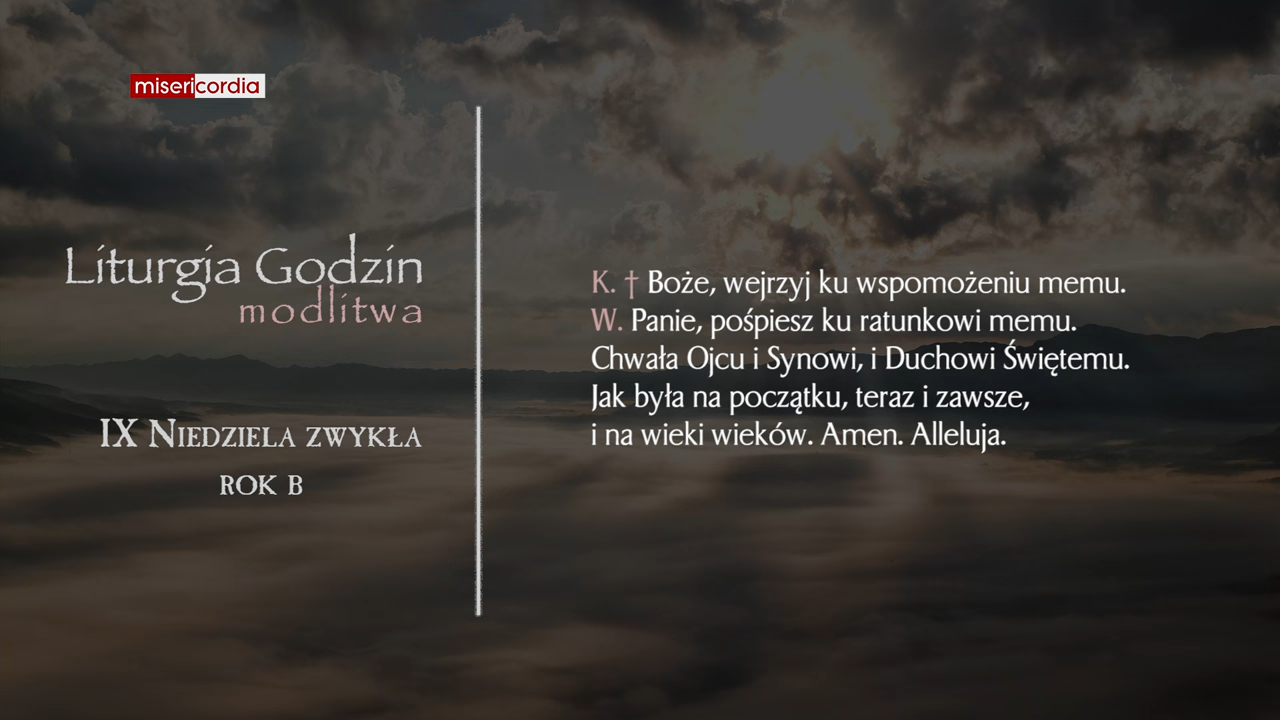 misericordia
Liturgia Godzin
modlitwa
IX Niedziela zwykła
rok B
K. † Boże, wejrzyj ku wspomożeniu memu.
W. Panie, pośpiesz ku ratunkowi memu.
Chwała Ojcu i Synowi, i Duchowi Świętemu.
Jak była na początku, teraz i zawsze,
i na wieki wieków. Amen. Alleluja.